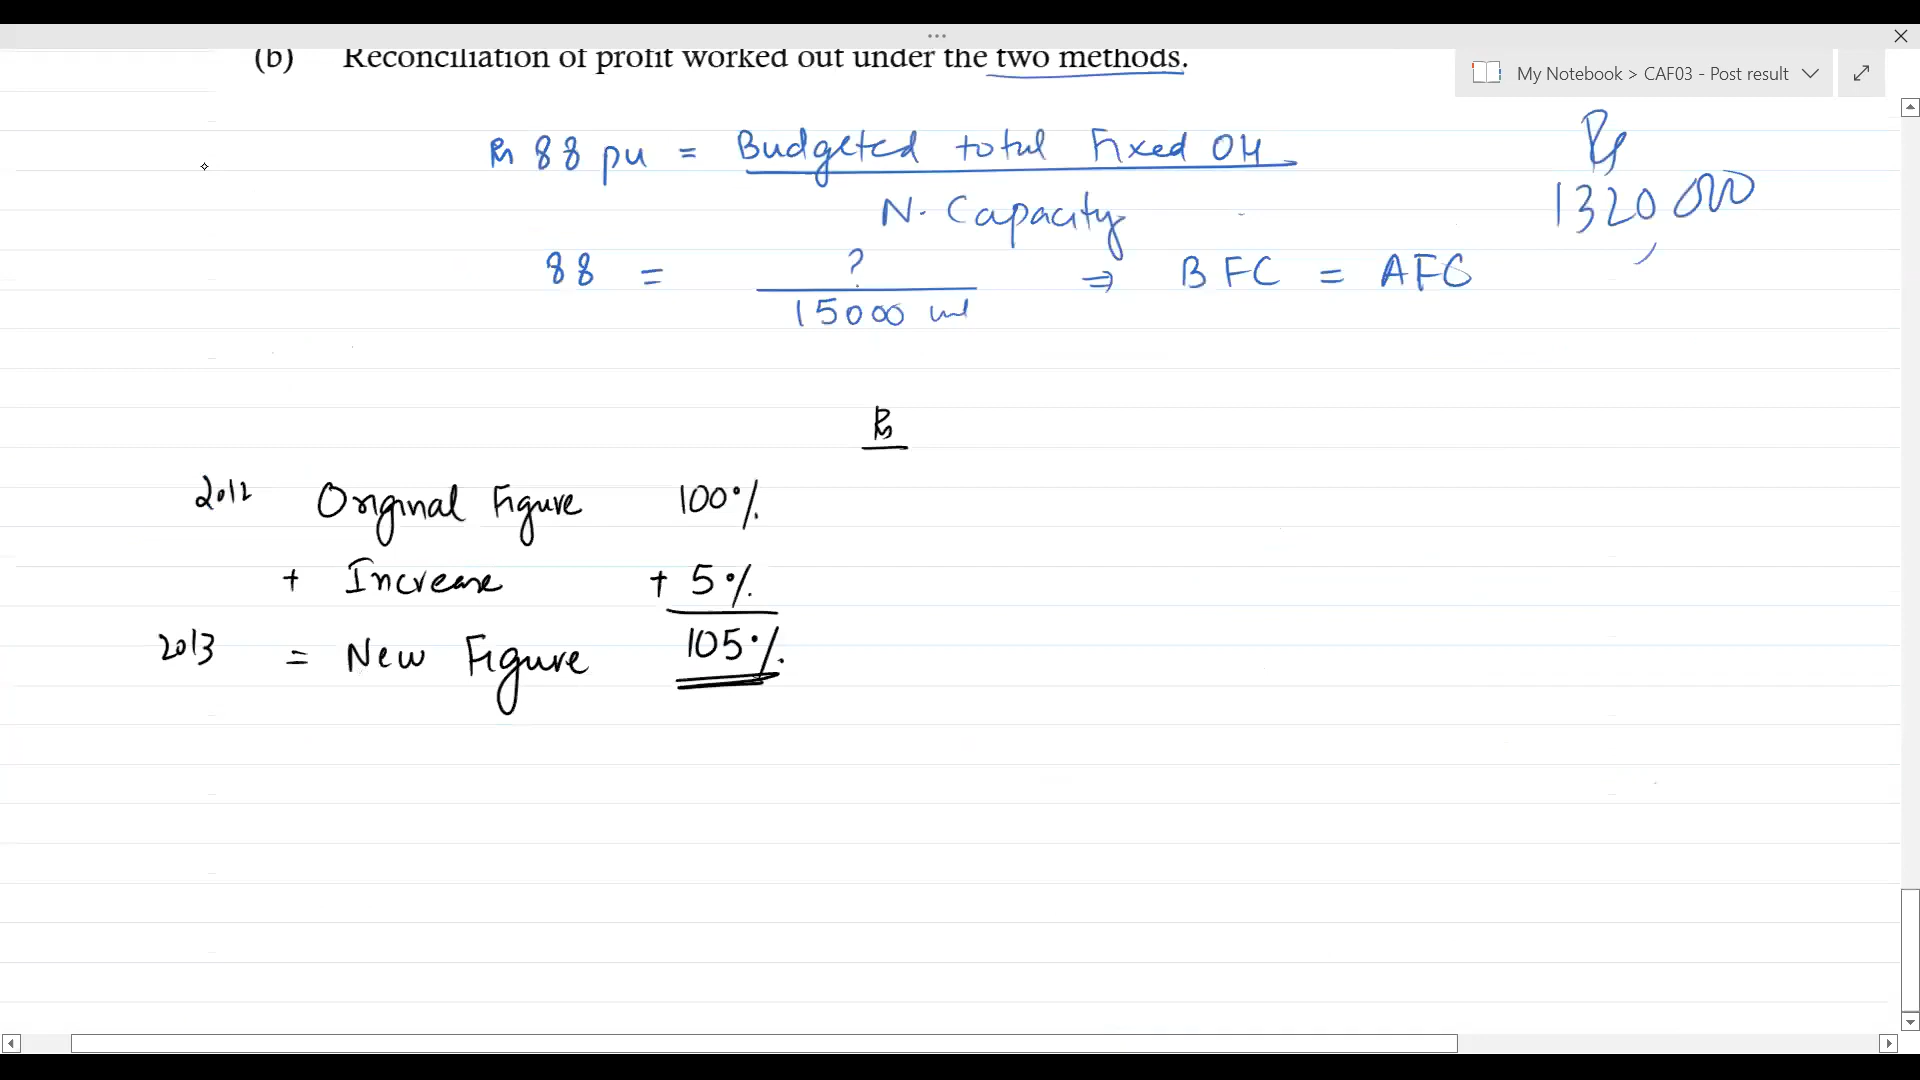 (b) Reconciliation of profit worked out under the two methods.
My Notebook > CAF03 - Post result
Rs 88 pu = Budgeted total Fixed OH
N. Capacity
Rs
1320,000
88 = ?
15000 unit
⇒ BFC = AFC
Rs
2012 Original Figure 100%
+ Increase + 5%
2013 = New Figure 105%